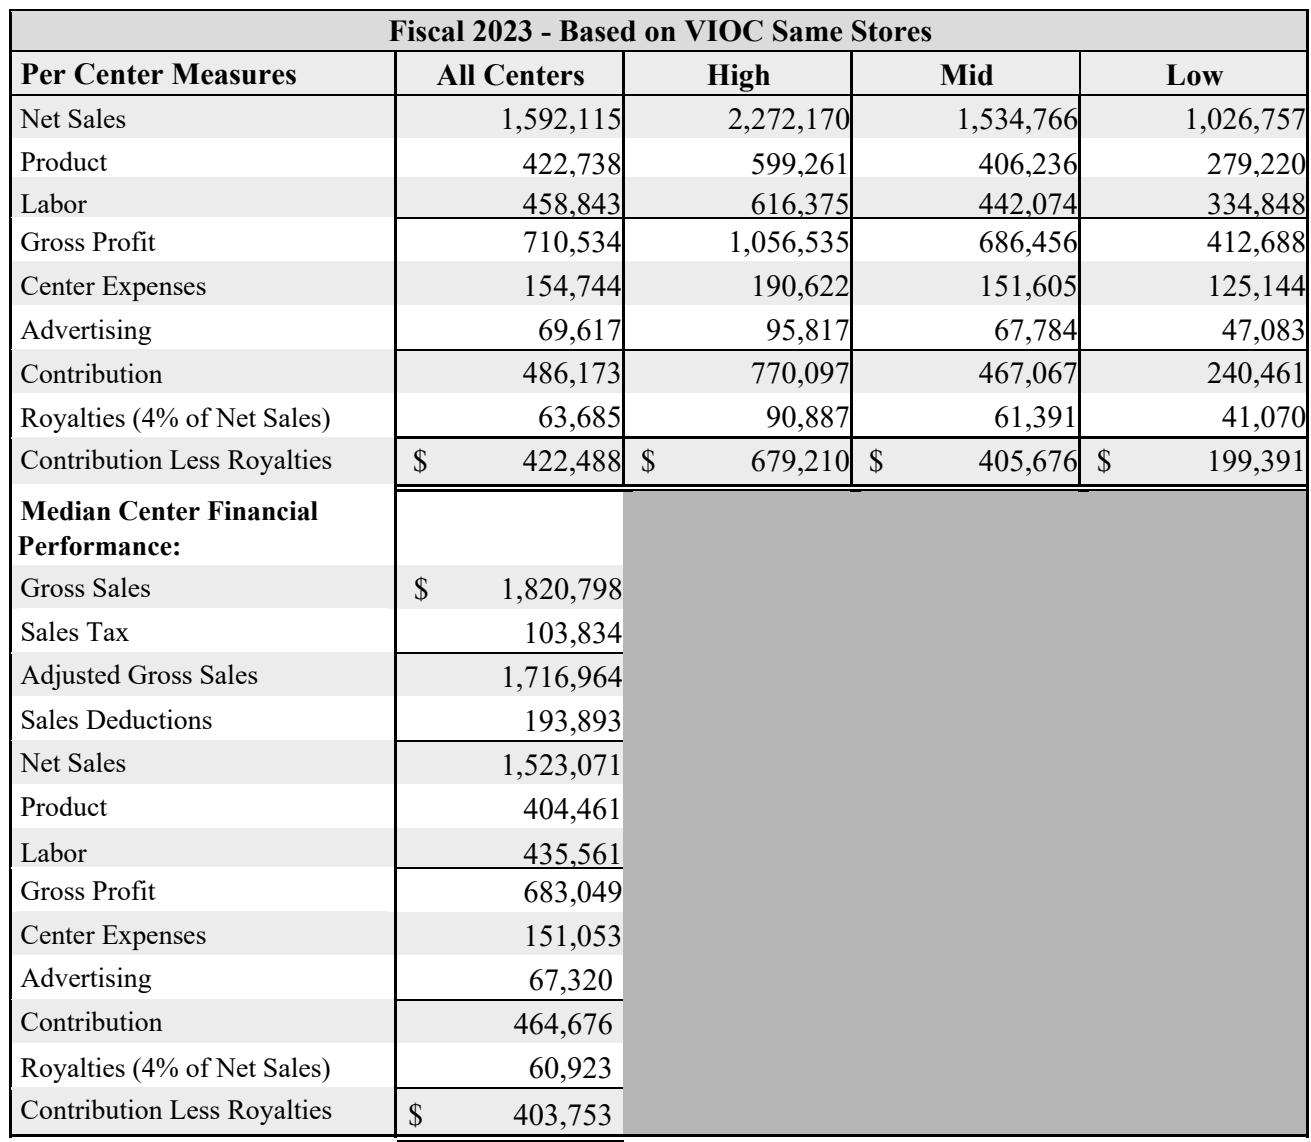 Fiscal 2023 - Based on VIOC Same Stores
Per Center Measures All Centers High Mid Low
Net Sales 1,592,115 2,272,170 1,534,766 1,026,757
Product 422,738 599,261 406,236 279,220
Labor 458,843 616,375 442,074 334,848
Gross Profit 710,534 1,056,535 686,456 412,688
Center Expenses 154,744 190,622 151,605 125,144
Advertising 69,617 95,817 67,784 47,083
Contribution 486,173 770,097 467,067 240,461
Royalties (4% of Net Sales) 63,685 90,887 61,391 41,070
Contribution Less Royalties $ 422,488 $ 679,210 $ 405,676 $ 199,391
Median Center Financial
Performance:
Gross Sales $ 1,820,798
Sales Tax 103,834
Adjusted Gross Sales 1,716,964
Sales Deductions 193,893
Net Sales 1,523,071
Product 404,461
Labor 435,561
Gross Profit 683,049
Center Expenses 151,053
Advertising 67,320
Contribution 464,676
Royalties (4% of Net Sales) 60,923
Contribution Less Royalties $ 403,753